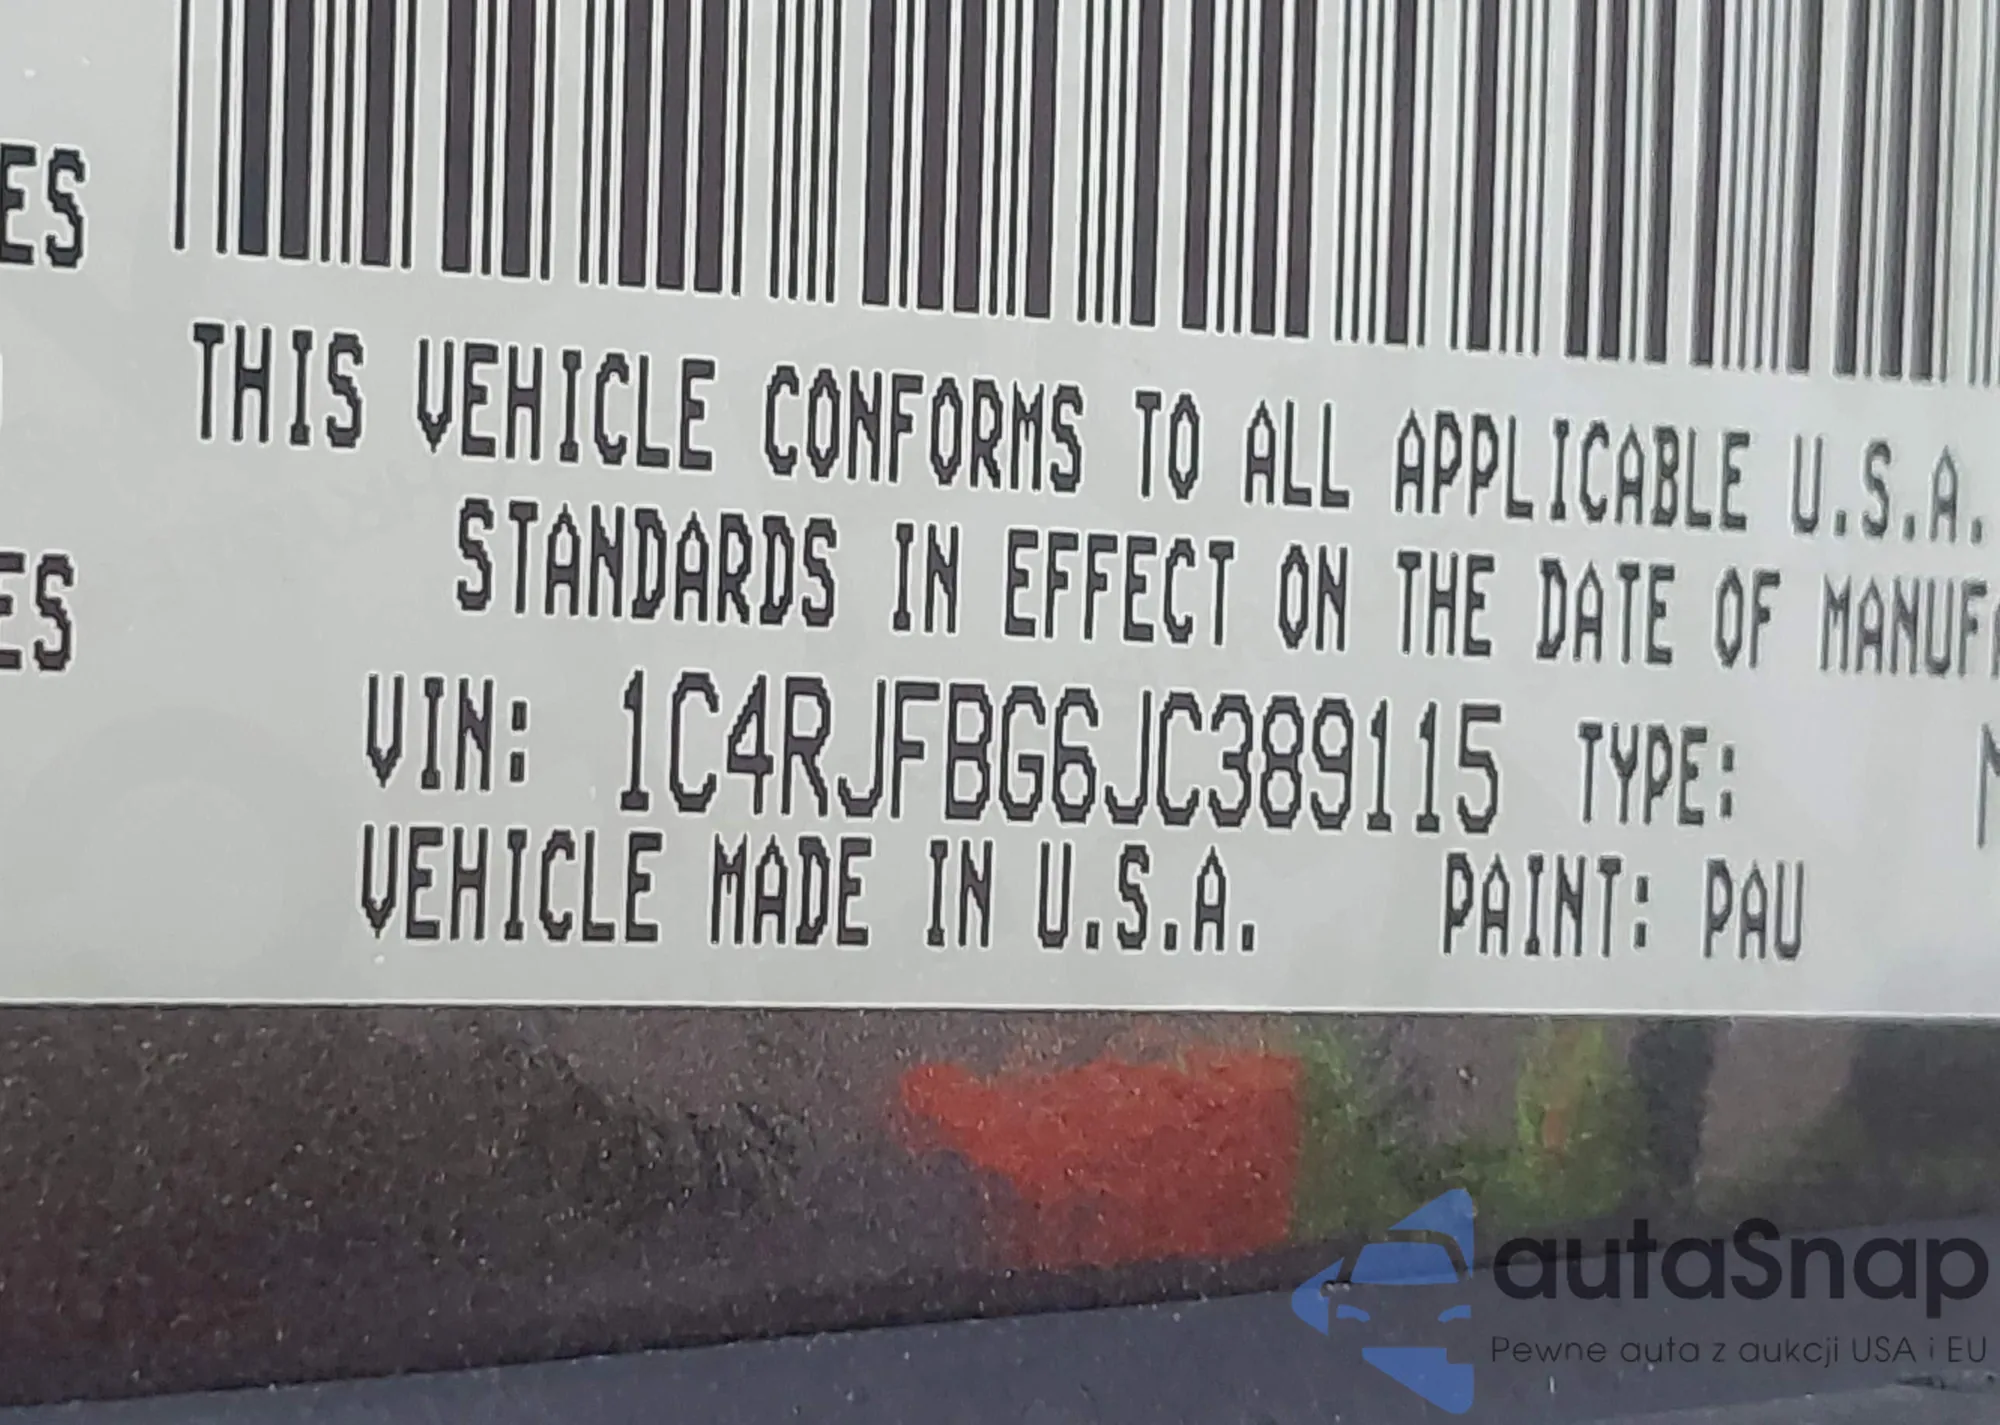 ES
THIS VEHICLE CONFORMS TO ALL APPLICABLE U.S.A.
STANDARDS IN EFFECT ON THE DATE OF MANUFA
ES
VIN: 1C4RJFBG6JC389115 TYPE: M
VEHICLE MADE IN U.S.A. PAINT: PAU
autaSnap
Pewne auta z aukcji USA i EU